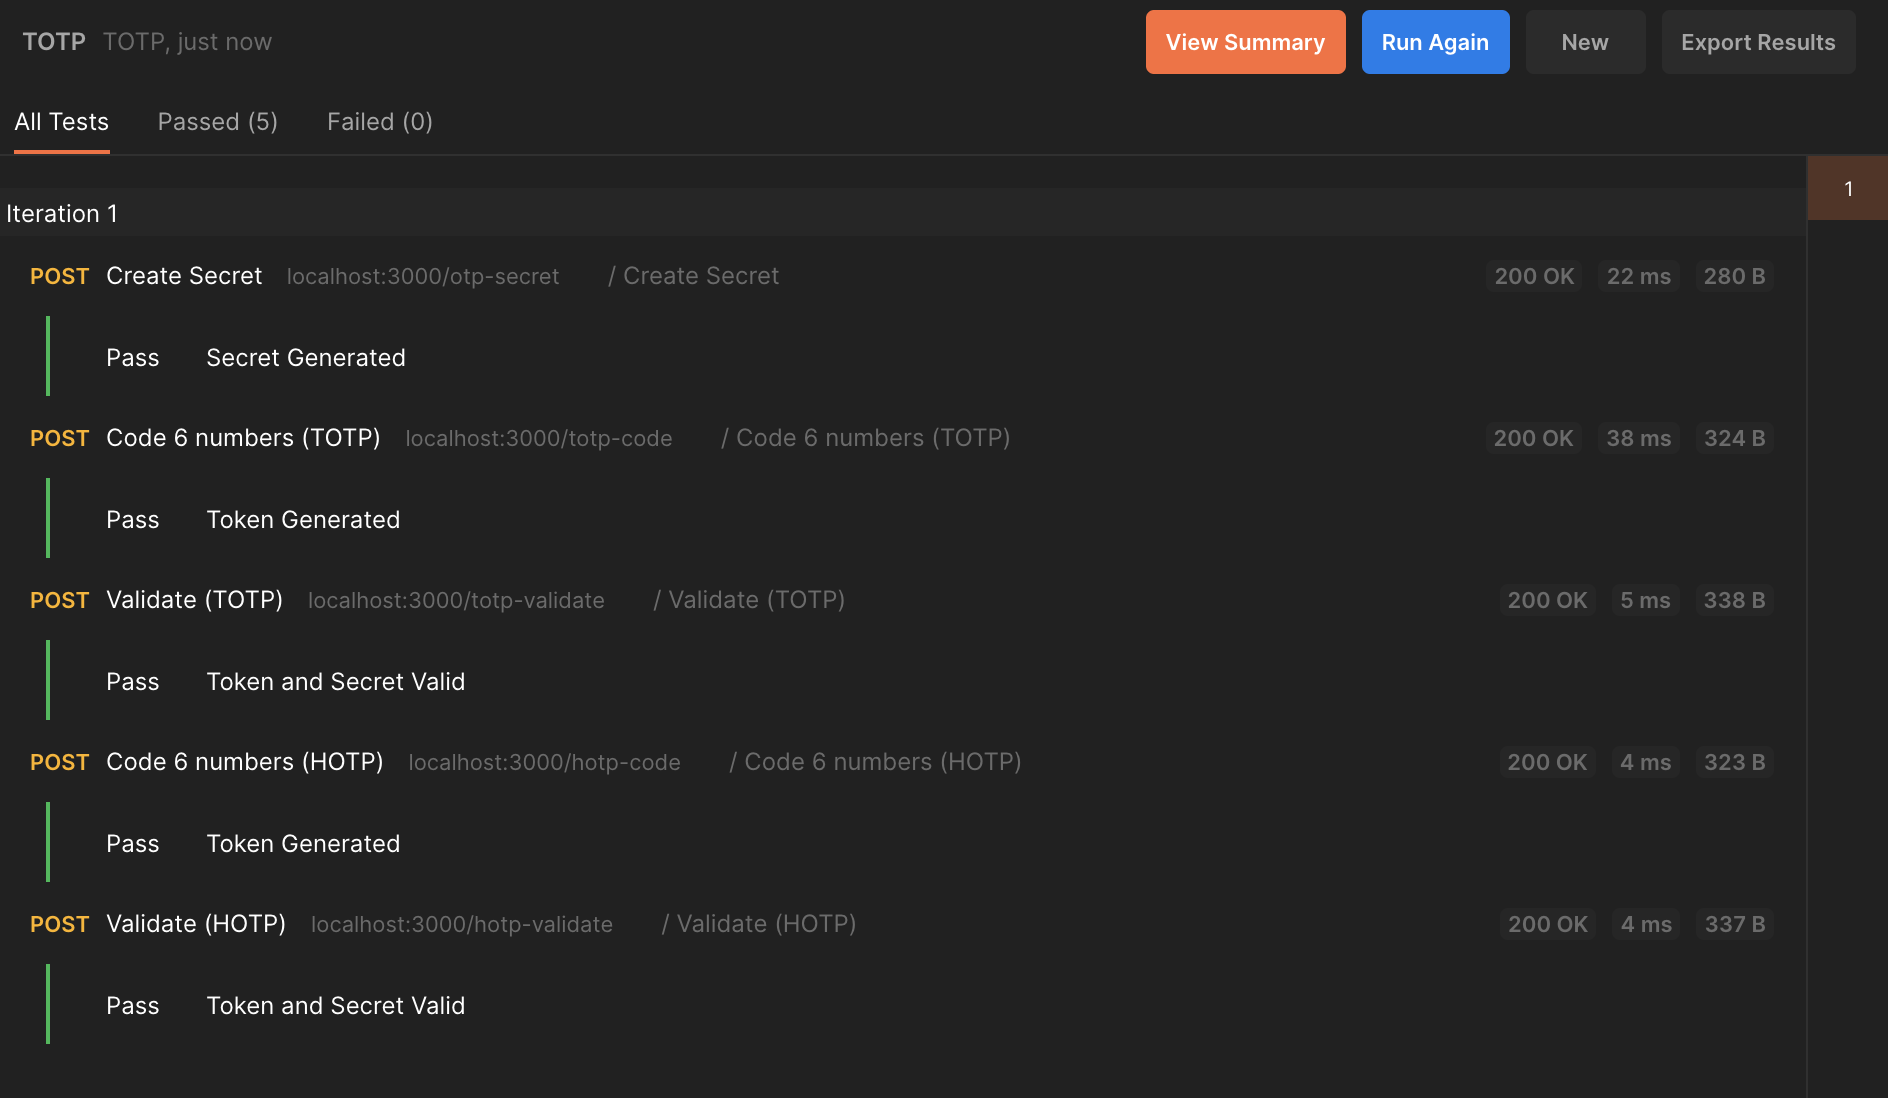 TOTP TOTP, just now View Summary Run Again New Export Results
All Tests Passed (5) Failed (0)
1
Iteration 1
POST Create Secret localhost:3000/otp-secret / Create Secret 200 OK 22 ms 280 B
Pass Secret Generated
POST Code 6 numbers (TOTP) localhost:3000/totp-code / Code 6 numbers (TOTP) 200 OK 38 ms 324 B
Pass Token Generated
POST Validate (TOTP) localhost:3000/totp-validate / Validate (TOTP) 200 OK 5 ms 338 B
Pass Token and Secret Valid
POST Code 6 numbers (HOTP) localhost:3000/hotp-code / Code 6 numbers (HOTP) 200 OK 4 ms 323 B
Pass Token Generated
POST Validate (HOTP) localhost:3000/hotp-validate / Validate (HOTP) 200 OK 4 ms 337 B
Pass Token and Secret Valid